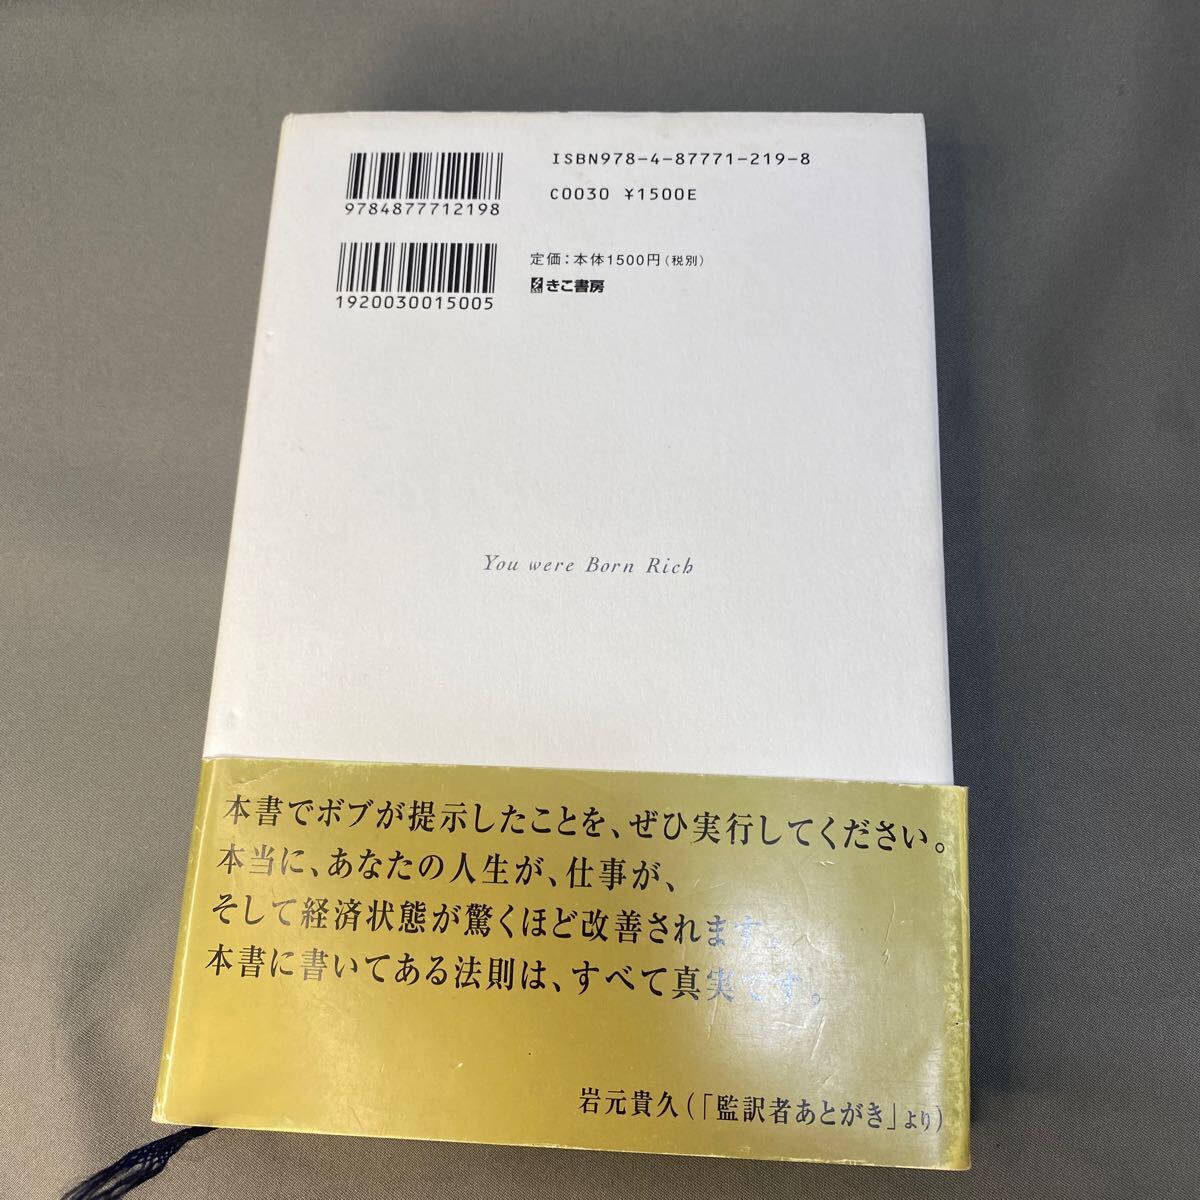 ISBN978-4-87771-219-8
9784877712198
C0030 ¥1500E
1920030015005
定価：本体1500円（税別）
きこ書房
You were Born Rich
本書でボブが提示したことを、ぜひ実行してください。
本当に、あなたの人生が、仕事が、
そして経済状態が驚くほど改善されます。
本書に書いてある法則は、すべて真実です。
岩元貴久（「監訳者あとがき」より）